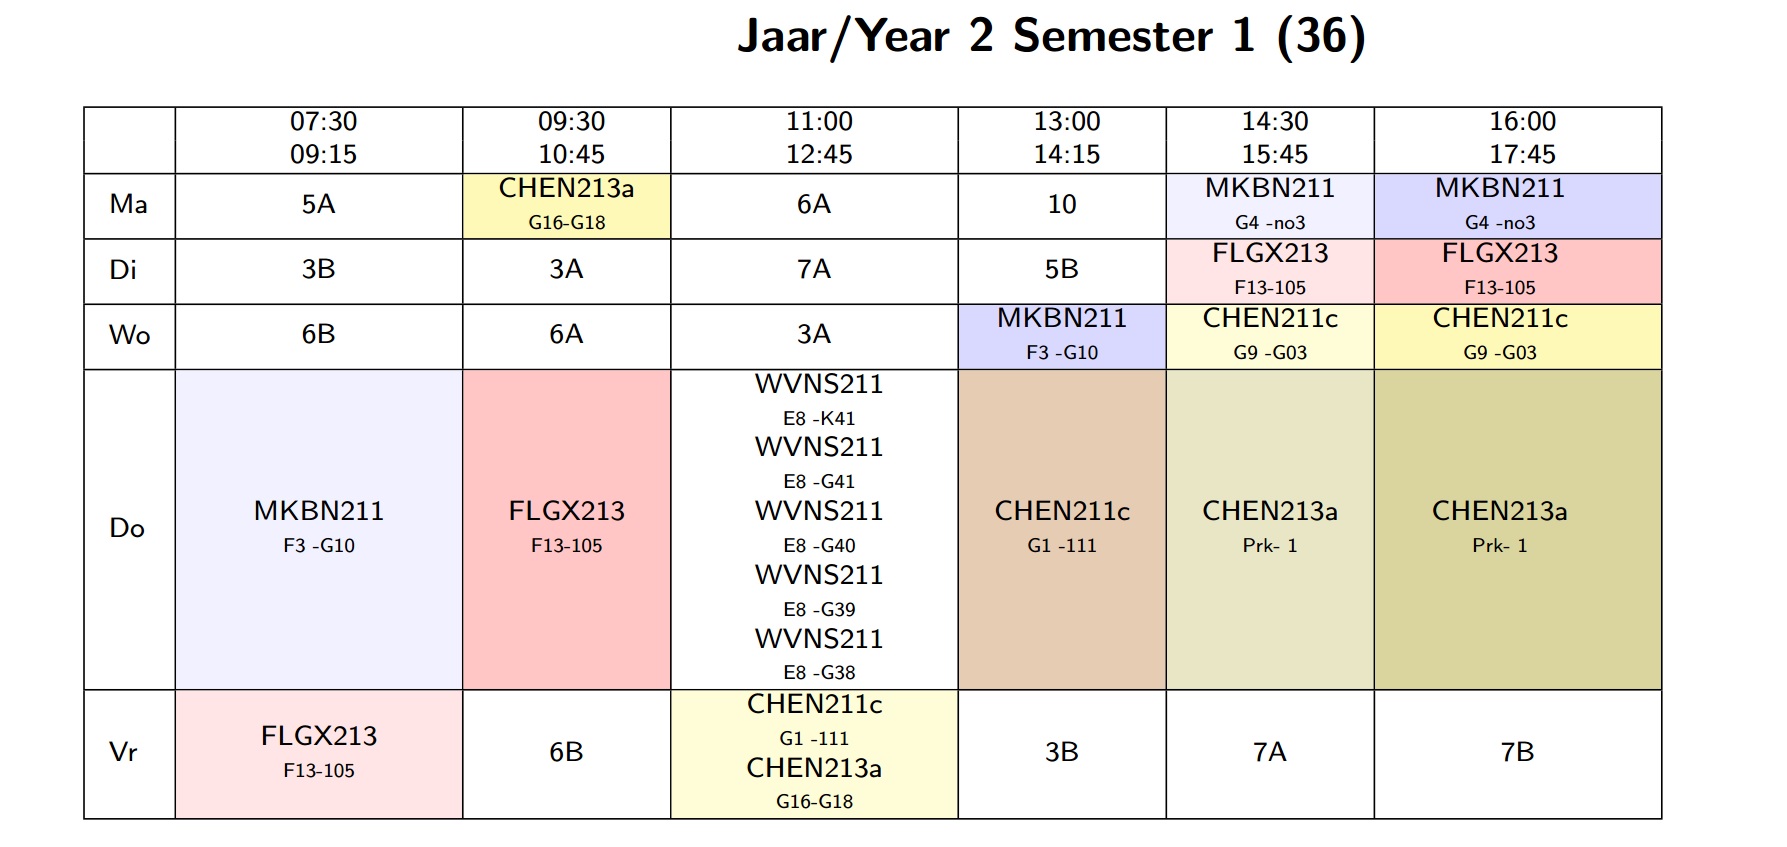 Jaar/Year 2 Semester 1 (36)
07:30 09:30 11:00 13:00 14:30 16:00
09:15 10:45 12:45 14:15 15:45 17:45
Ma 5A CHEN213a 6A 10 MKBN211 MKBN211
G16-G18 G4 -no3 G4 -no3
Di 3B 3A 7A 5B FLGX213 FLGX213
F13-105 F13-105
Wo 6B 6A 3A MKBN211 CHEN211c CHEN211c
F3 -G10 G9 -G03 G9 -G03
WVNS211
E8 -K41
WVNS211
E8 -G41
Do MKBN211 FLGX213 WVNS211 CHEN211c CHEN213a CHEN213a
F3 -G10 F13-105 E8 -G40 G1 -111 Prk- 1 Prk- 1
WVNS211
E8 -G39
WVNS211
E8 -G38
CHEN211c
Vr FLGX213 6B G1 -111 3B 7A 7B
F13-105 CHEN213a
G16-G18